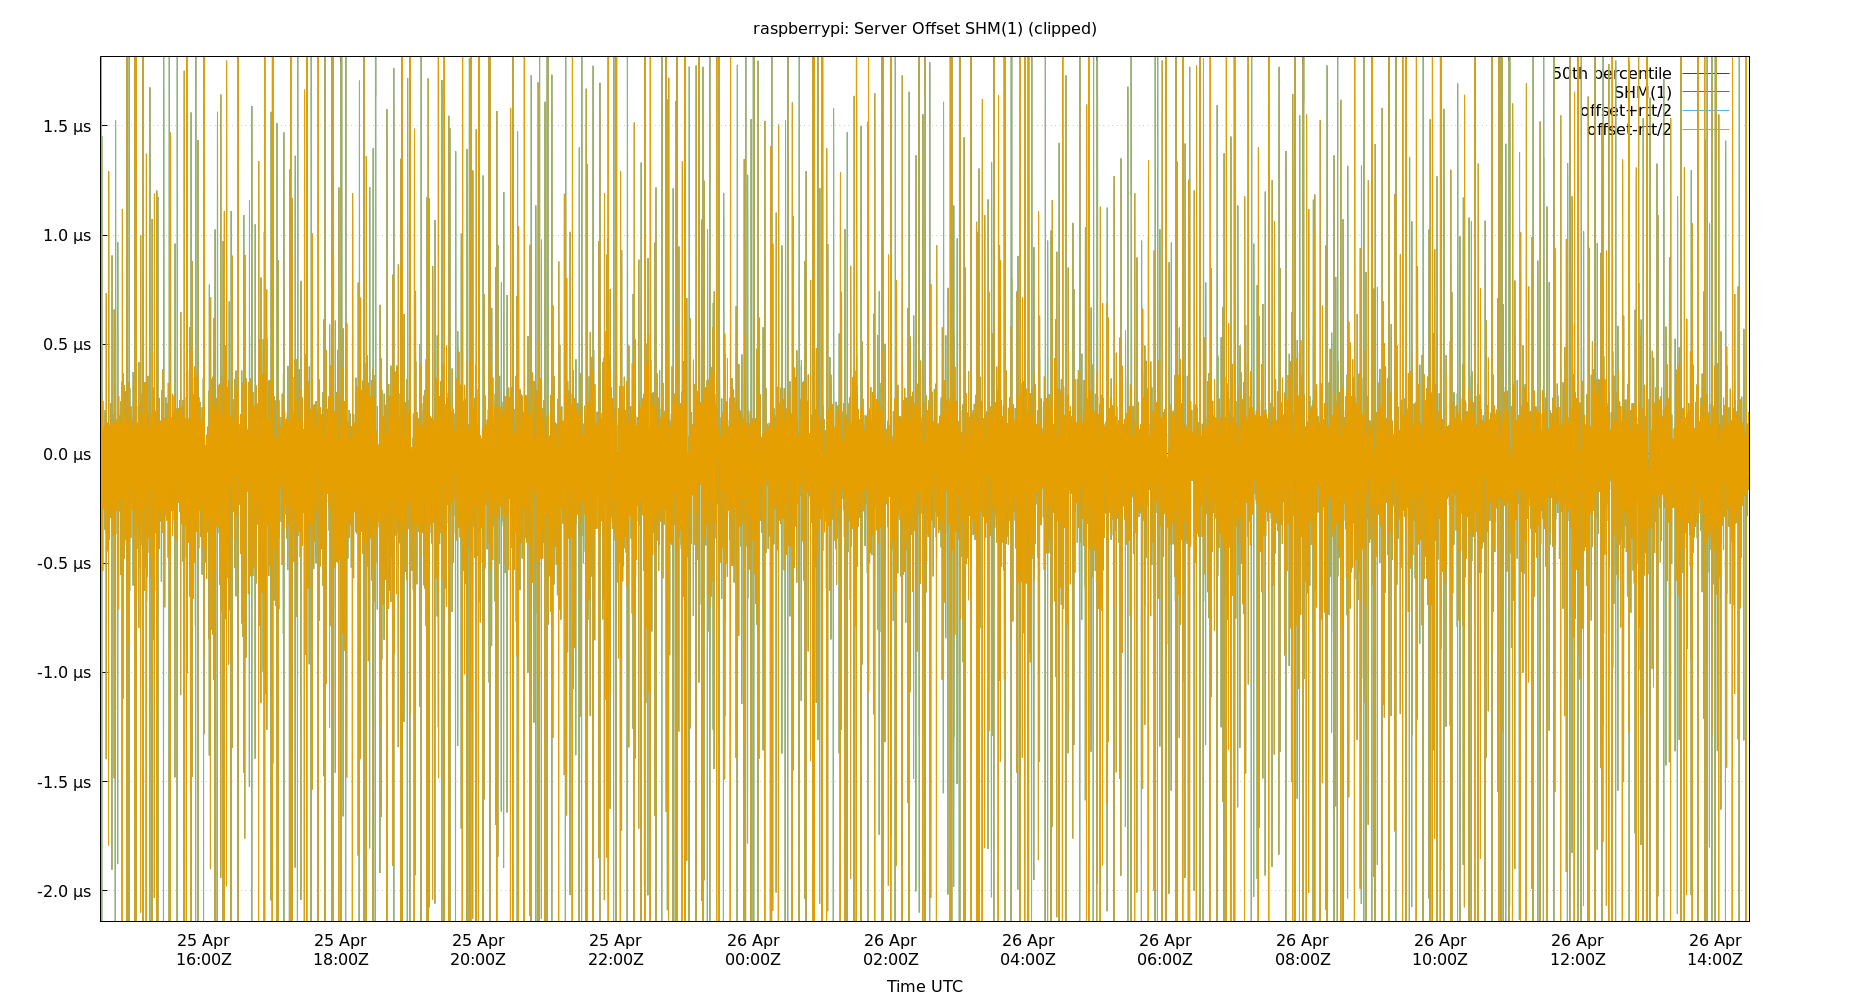 raspberrypi: Server Offset SHM(1) (clipped)
50th percentile
SHM(1)
offset+rtt/2
offset-rtt/2
1.5 μs
1.0 μs
0.5 μs
0.0 μs
-0.5 μs
-1.0 μs
-1.5 μs
-2.0 μs
25 Apr 25 Apr 25 Apr 25 Apr 26 Apr 26 Apr 26 Apr 26 Apr 26 Apr 26 Apr 26 Apr 26 Apr
16:00Z 18:00Z 20:00Z 22:00Z 00:00Z 02:00Z 04:00Z 06:00Z 08:00Z 10:00Z 12:00Z 14:00Z
Time UTC